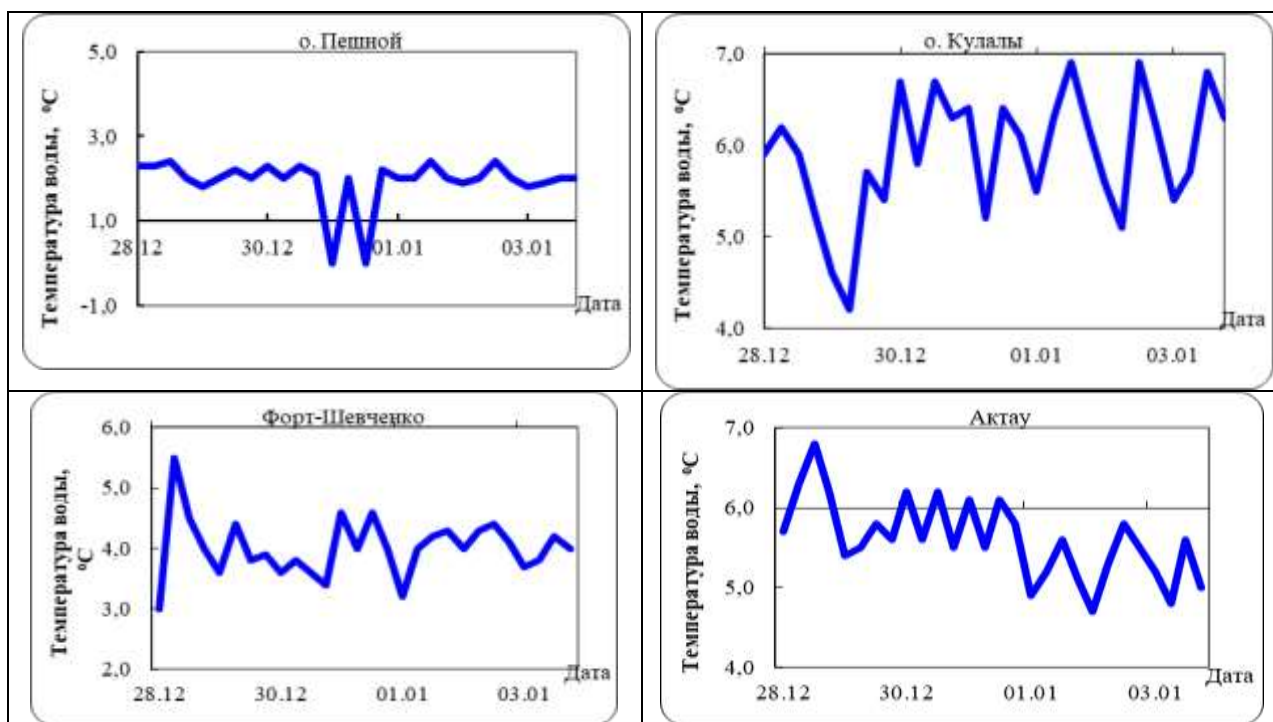 о. Пешной
5,0
3,0
1,0
-1,0
Температура воды, ºС
28.12 30.12 01.01 03.01
Дата
о. Кулалы
7,0
6,0
5,0
4,0
Температура воды, ºС
28.12 30.12 01.01 03.01
Дата
Форт-Шевченко
6,0
5,0
4,0
3,0
2,0
Температура воды,
ºС
28.12 30.12 01.01 03.01
Дата
Актау
7,0
6,0
5,0
4,0
Температура воды, ºС
28.12 30.12 01.01 03.01
Дата